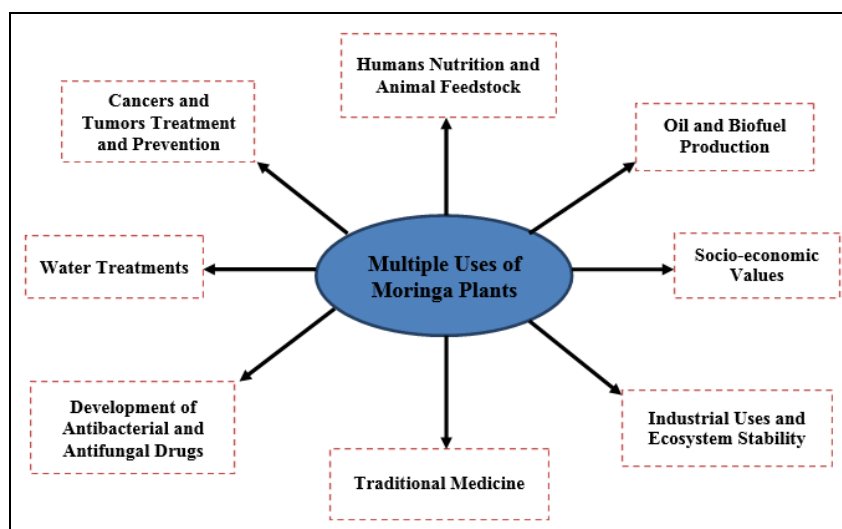 Humans Nutrition and
Animal Feedstock
Cancers and
Tumors Treatment
and Prevention
Oil and Biofuel
Production
Water Treatments
Multiple Uses of
Moringa Plants
Socio-economic
Values
Development of
Antibacterial and
Antifungal Drugs
Industrial Uses and
Ecosystem Stability
Traditional Medicine